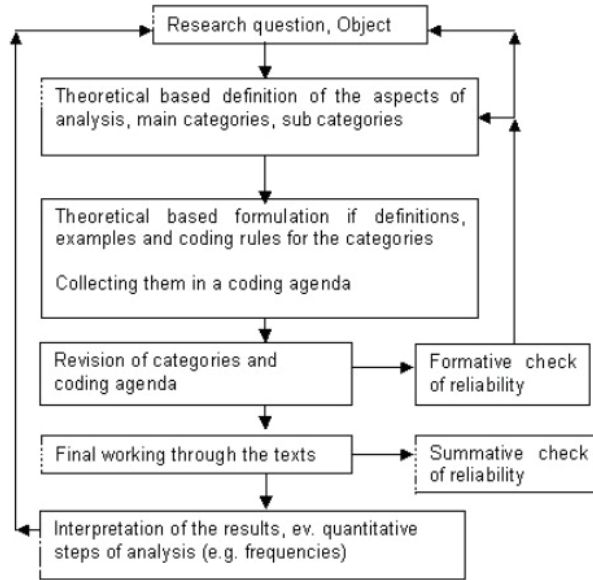 Research question, Object
Theoretical based definition of the aspects of
analysis, main categories, sub categories
Theoretical based formulation if definitions,
examples and coding rules for the categories
Collecting them in a coding agenda
Revision of categories and
coding agenda
Formative check
of reliability
Final working through the texts
Summative check
of reliability
Interpretation of the results, ev. quantitative
steps of analysis (e.g. frequencies)